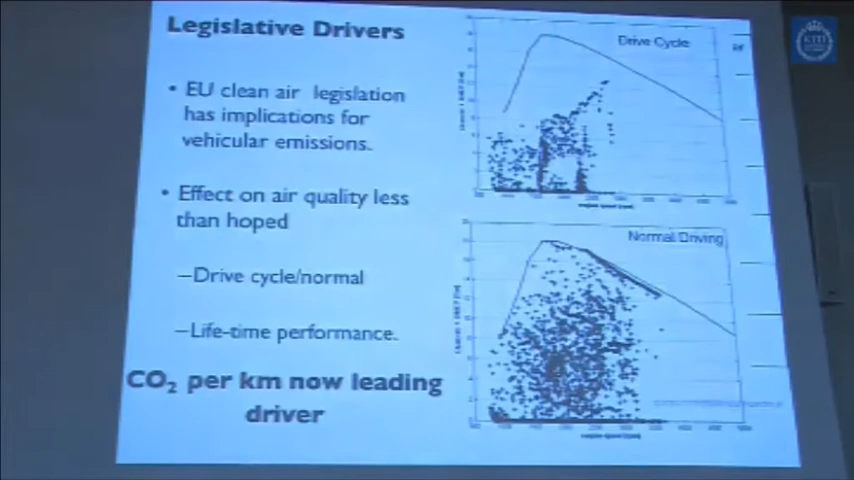 Legislative Drivers
• EU clean air legislation
has implications for
vehicular emissions.
• Effect on air quality less
than hoped
–Drive cycle/normal
–Life-time performance.
CO₂ per km now leading
driver
Drive Cycle
Normal Driving
KTH